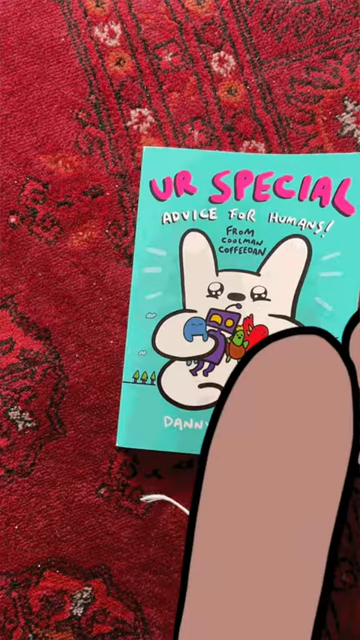 UR SPECIAL
ADVICE FOR HUMANS!
FROM
COOLMAN
COFFEEDAN
DANNY